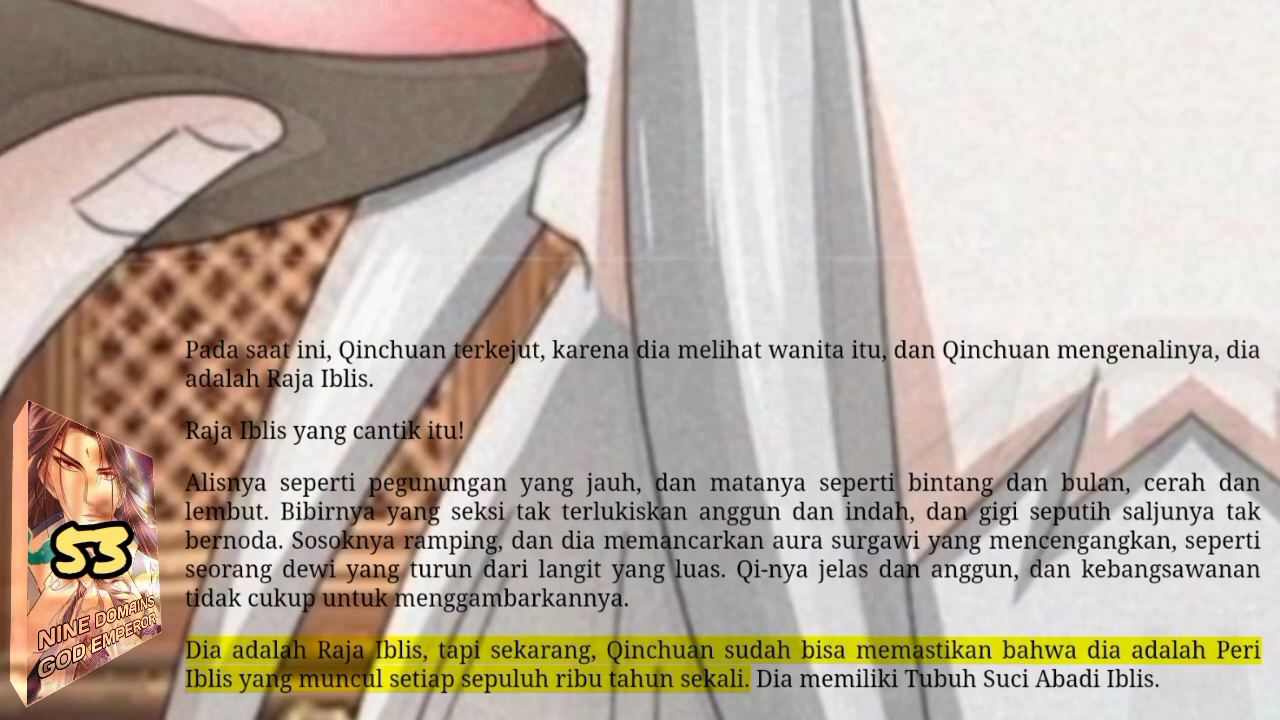 Pada saat ini, Qinchuan terkejut, karena dia melihat wanita itu, dan Qinchuan mengenalinya, dia
adalah Raja Iblis.
Raja Iblis yang cantik itu!
Alisnya seperti pegunungan yang jauh, dan matanya seperti bintang dan bulan, cerah dan
lembut. Bibirnya yang seksi tak terlukiskan anggun dan indah, dan gigi seputih saljunya tak
bernoda. Sosoknya ramping, dan dia memancarkan aura surgawi yang mencengangkan, seperti
seorang dewi yang turun dari langit yang luas. Qi-nya jelas dan anggun, dan kebangsawanan
tidak cukup untuk menggambarkannya.
Dia adalah Raja Iblis, tapi sekarang, Qinchuan sudah bisa memastikan bahwa dia adalah Peri
Iblis yang muncul setiap sepuluh ribu tahun sekali. Dia memiliki Tubuh Suci Abadi Iblis.
53
NINE DOMAINS
GOD EMPEROR